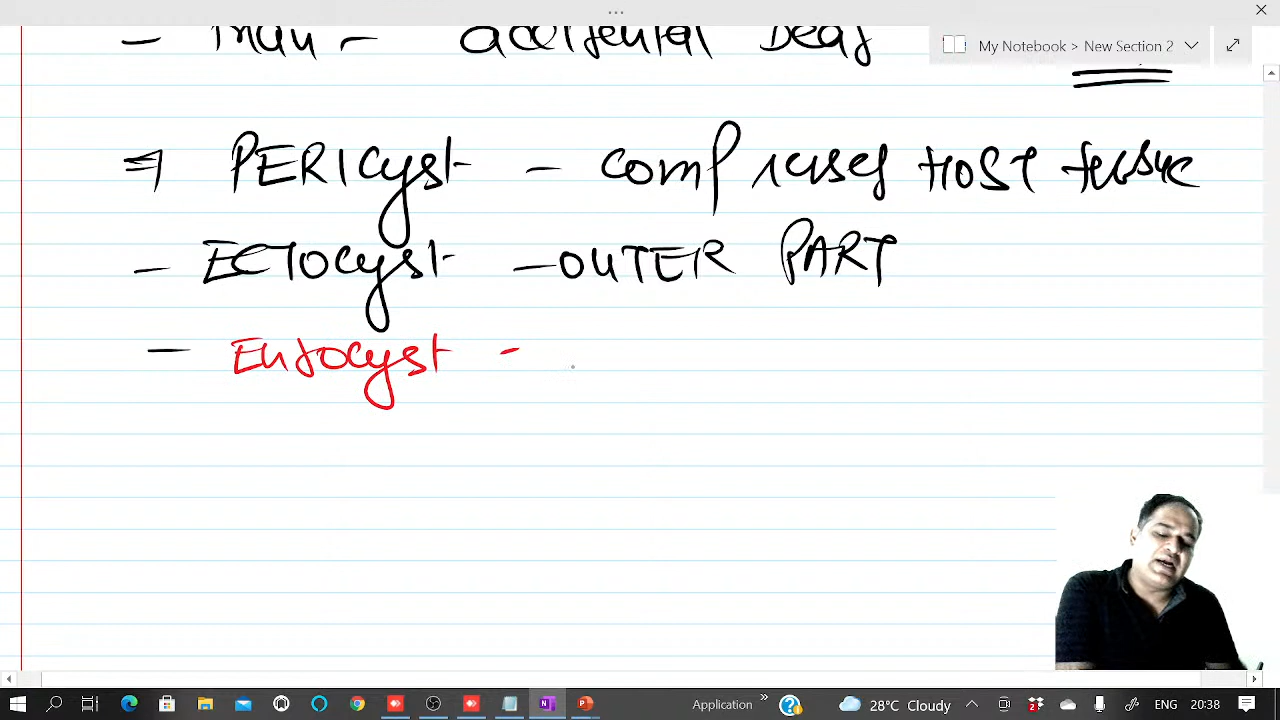 ...
- Man - accidental Dead
My Notebook > New Section 2
⇒ PERICyst - comprises HOST tissue
- ECTOcyst - OUTER PART
- Endocyst -
Application » 28°C Cloudy ENG 20:38